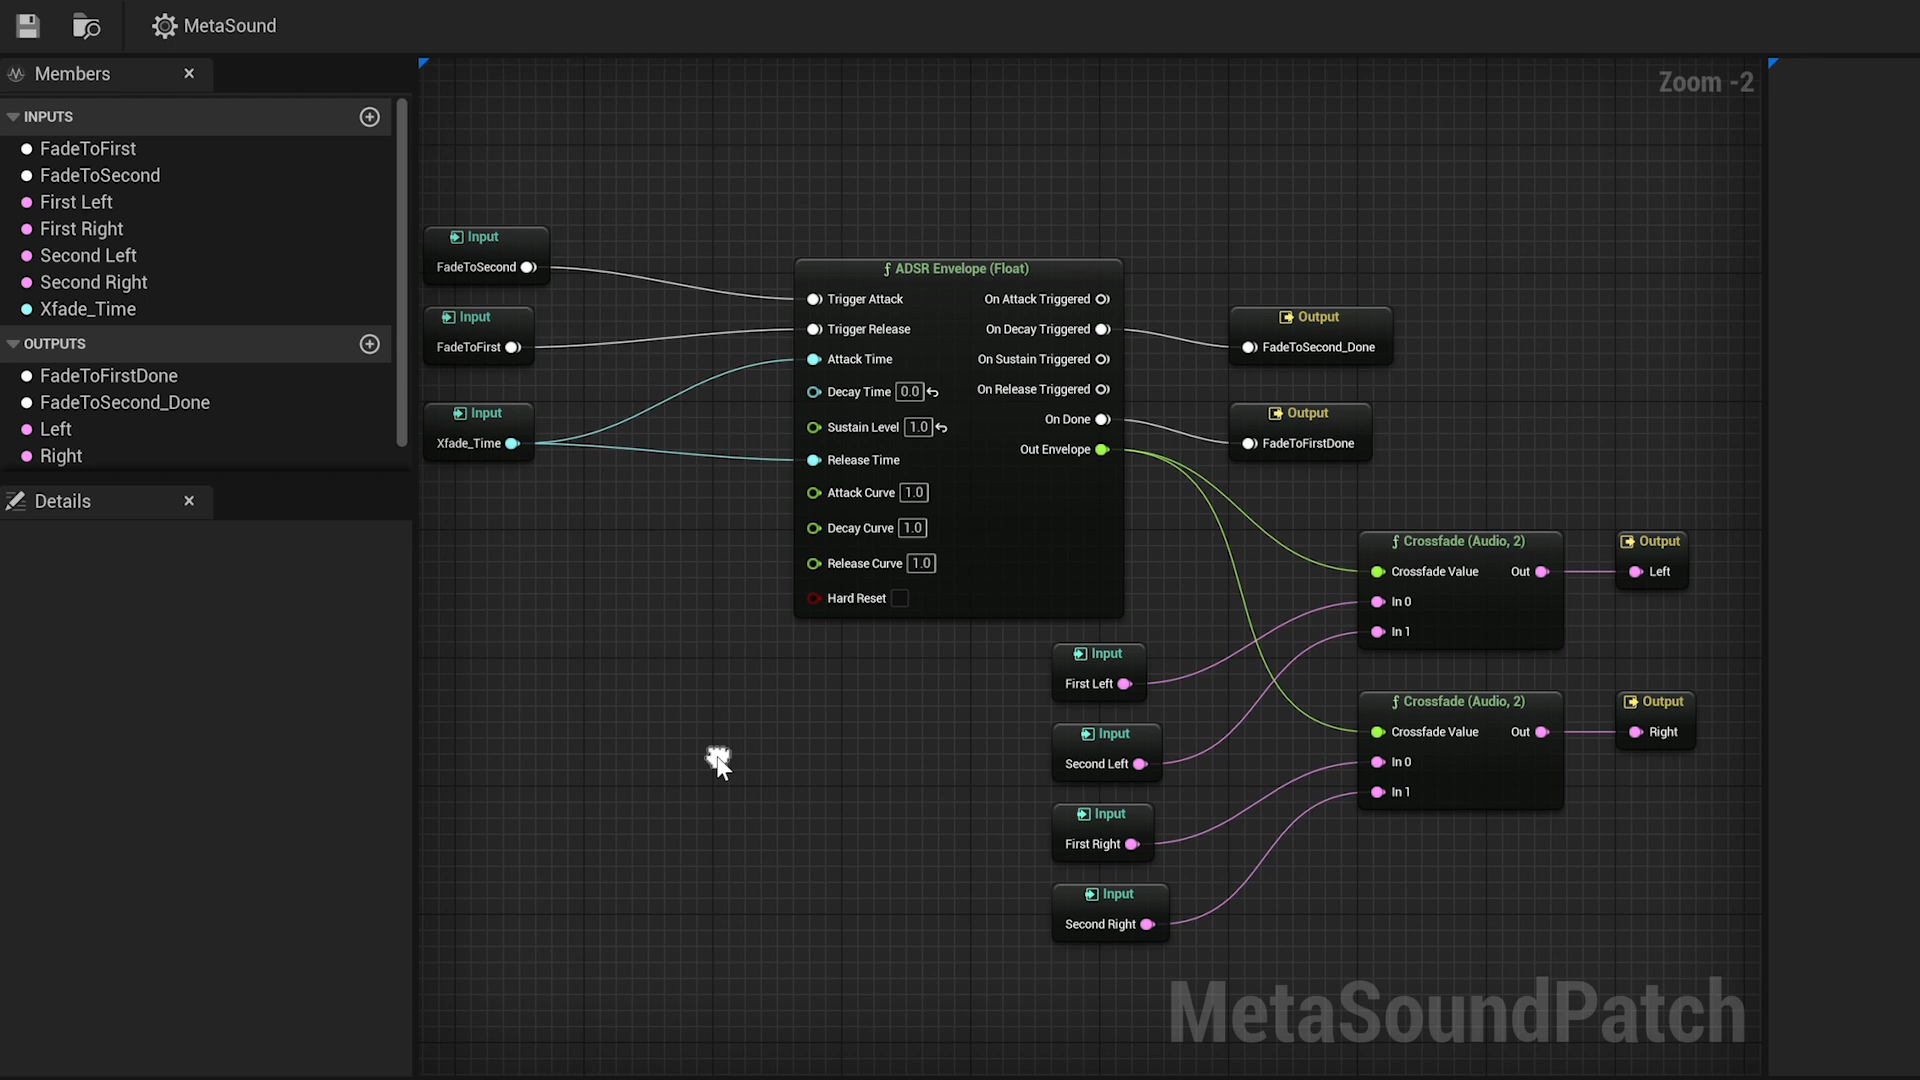 MetaSound
Members
INPUTS
FadeToFirst
FadeToSecond
First Left
First Right
Second Left
Second Right
Xfade_Time
OUTPUTS
FadeToFirstDone
FadeToSecond_Done
Left
Right
Details
Zoom -2
Input
FadeToSecond
Input
FadeToFirst
Input
Xfade_Time
ƒ ADSR Envelope (Float)
Trigger Attack
On Attack Triggered
Trigger Release
On Decay Triggered
Attack Time
On Sustain Triggered
Decay Time 0.0
On Release Triggered
Sustain Level 1.0
On Done
Release Time
Out Envelope
Attack Curve 1.0
Decay Curve 1.0
Release Curve 1.0
Hard Reset
Output
FadeToSecond_Done
Output
FadeToFirstDone
ƒ Crossfade (Audio, 2)
Crossfade Value Out
In 0
In 1
Output
Left
Input
First Left
Input
Second Left
Input
First Right
Input
Second Right
ƒ Crossfade (Audio, 2)
Crossfade Value Out
In 0
In 1
Output
Right
MetaSoundPatch